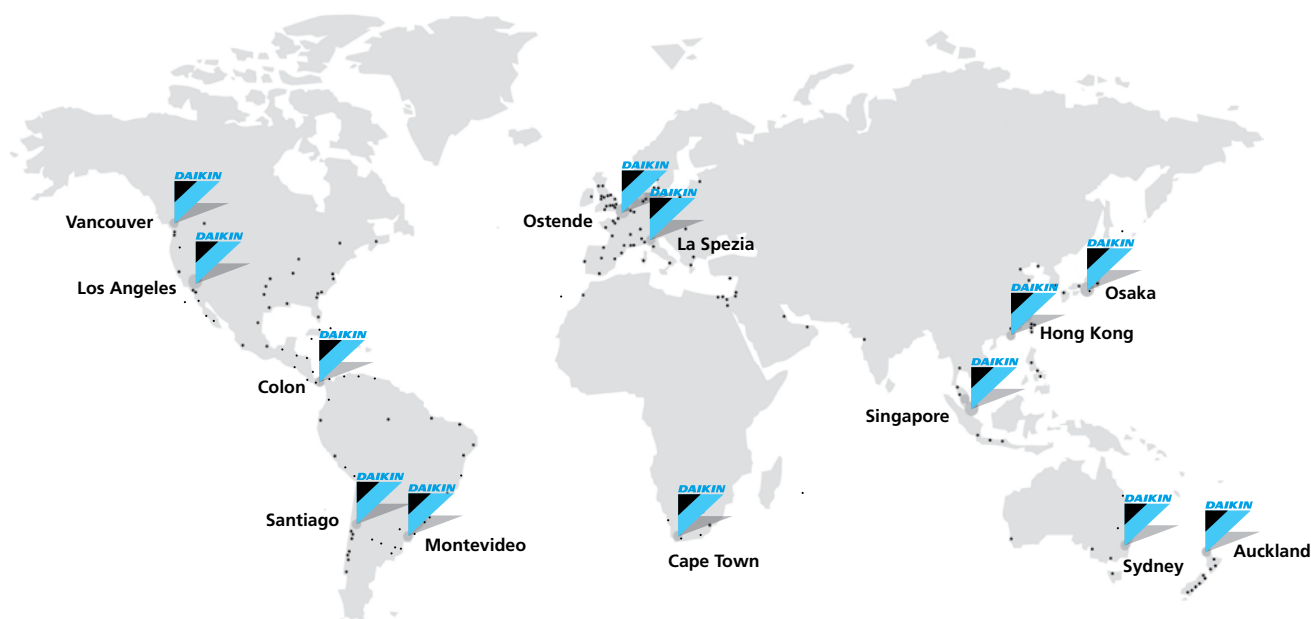 DAIKIN
Vancouver
DAIKIN
Los Angeles
DAIKIN
Colon
DAIKIN
Santiago
DAIKIN
Montevideo
DAIKIN
Ostende
DAIKIN
La Spezia
DAIKIN
Cape Town
DAIKIN
Osaka
DAIKIN
Hong Kong
DAIKIN
Singapore
DAIKIN
Sydney
DAIKIN
Auckland